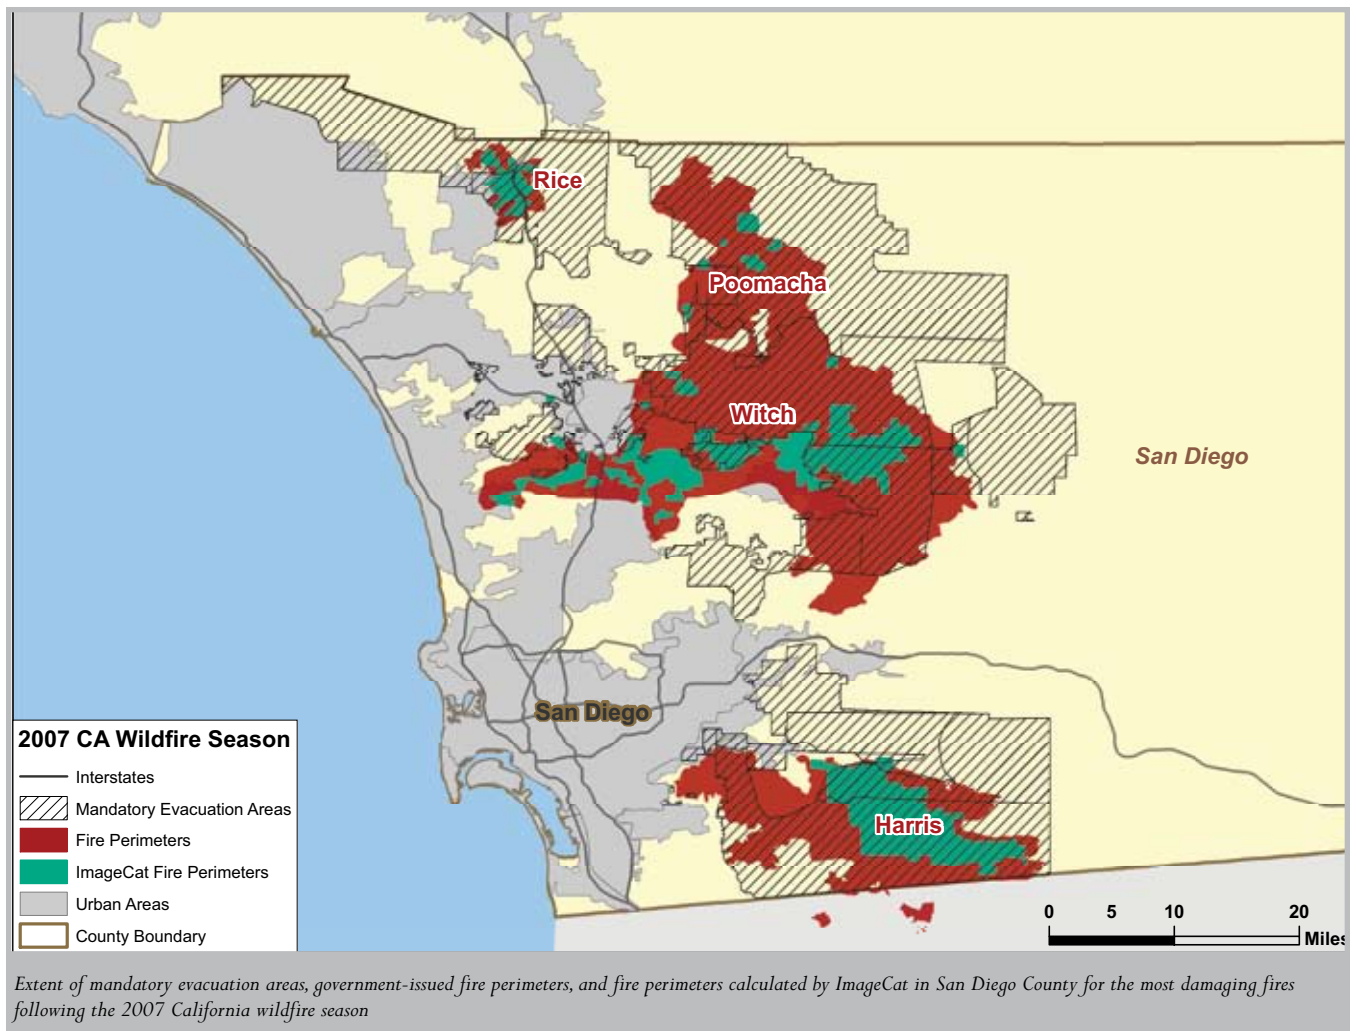 Rice
Poomacha
Witch
San Diego
San Diego
Harris
2007 CA Wildfire Season
Interstates
Mandatory Evacuation Areas
Fire Perimeters
ImageCat Fire Perimeters
Urban Areas
County Boundary
0 5 10 20
Miles
Extent of mandatory evacuation areas, government-issued fire perimeters, and fire perimeters calculated by ImageCat in San Diego County for the most damaging fires
following the 2007 California wildfire season